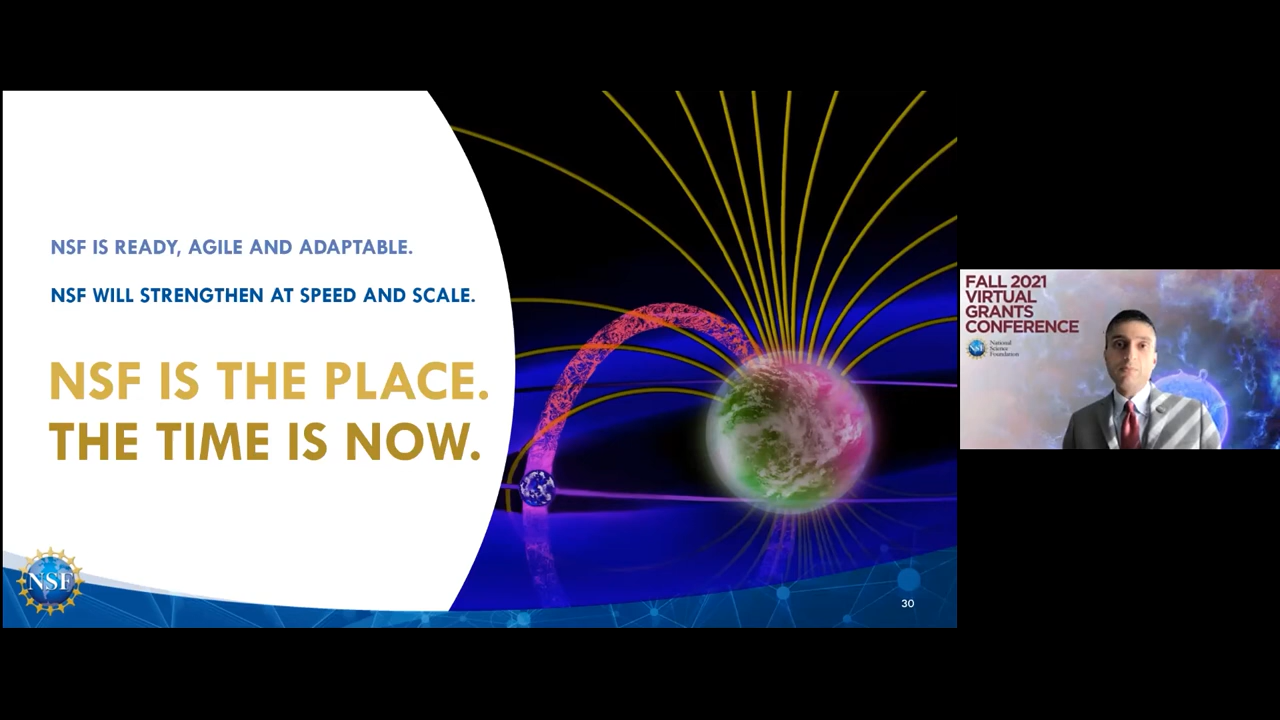 NSF IS READY, AGILE AND ADAPTABLE.
NSF WILL STRENGTHEN AT SPEED AND SCALE.
NSF IS THE PLACE.
THE TIME IS NOW.
NSF
30
FALL 2021
VIRTUAL
GRANTS
CONFERENCE
NSF
National
Science
Foundation